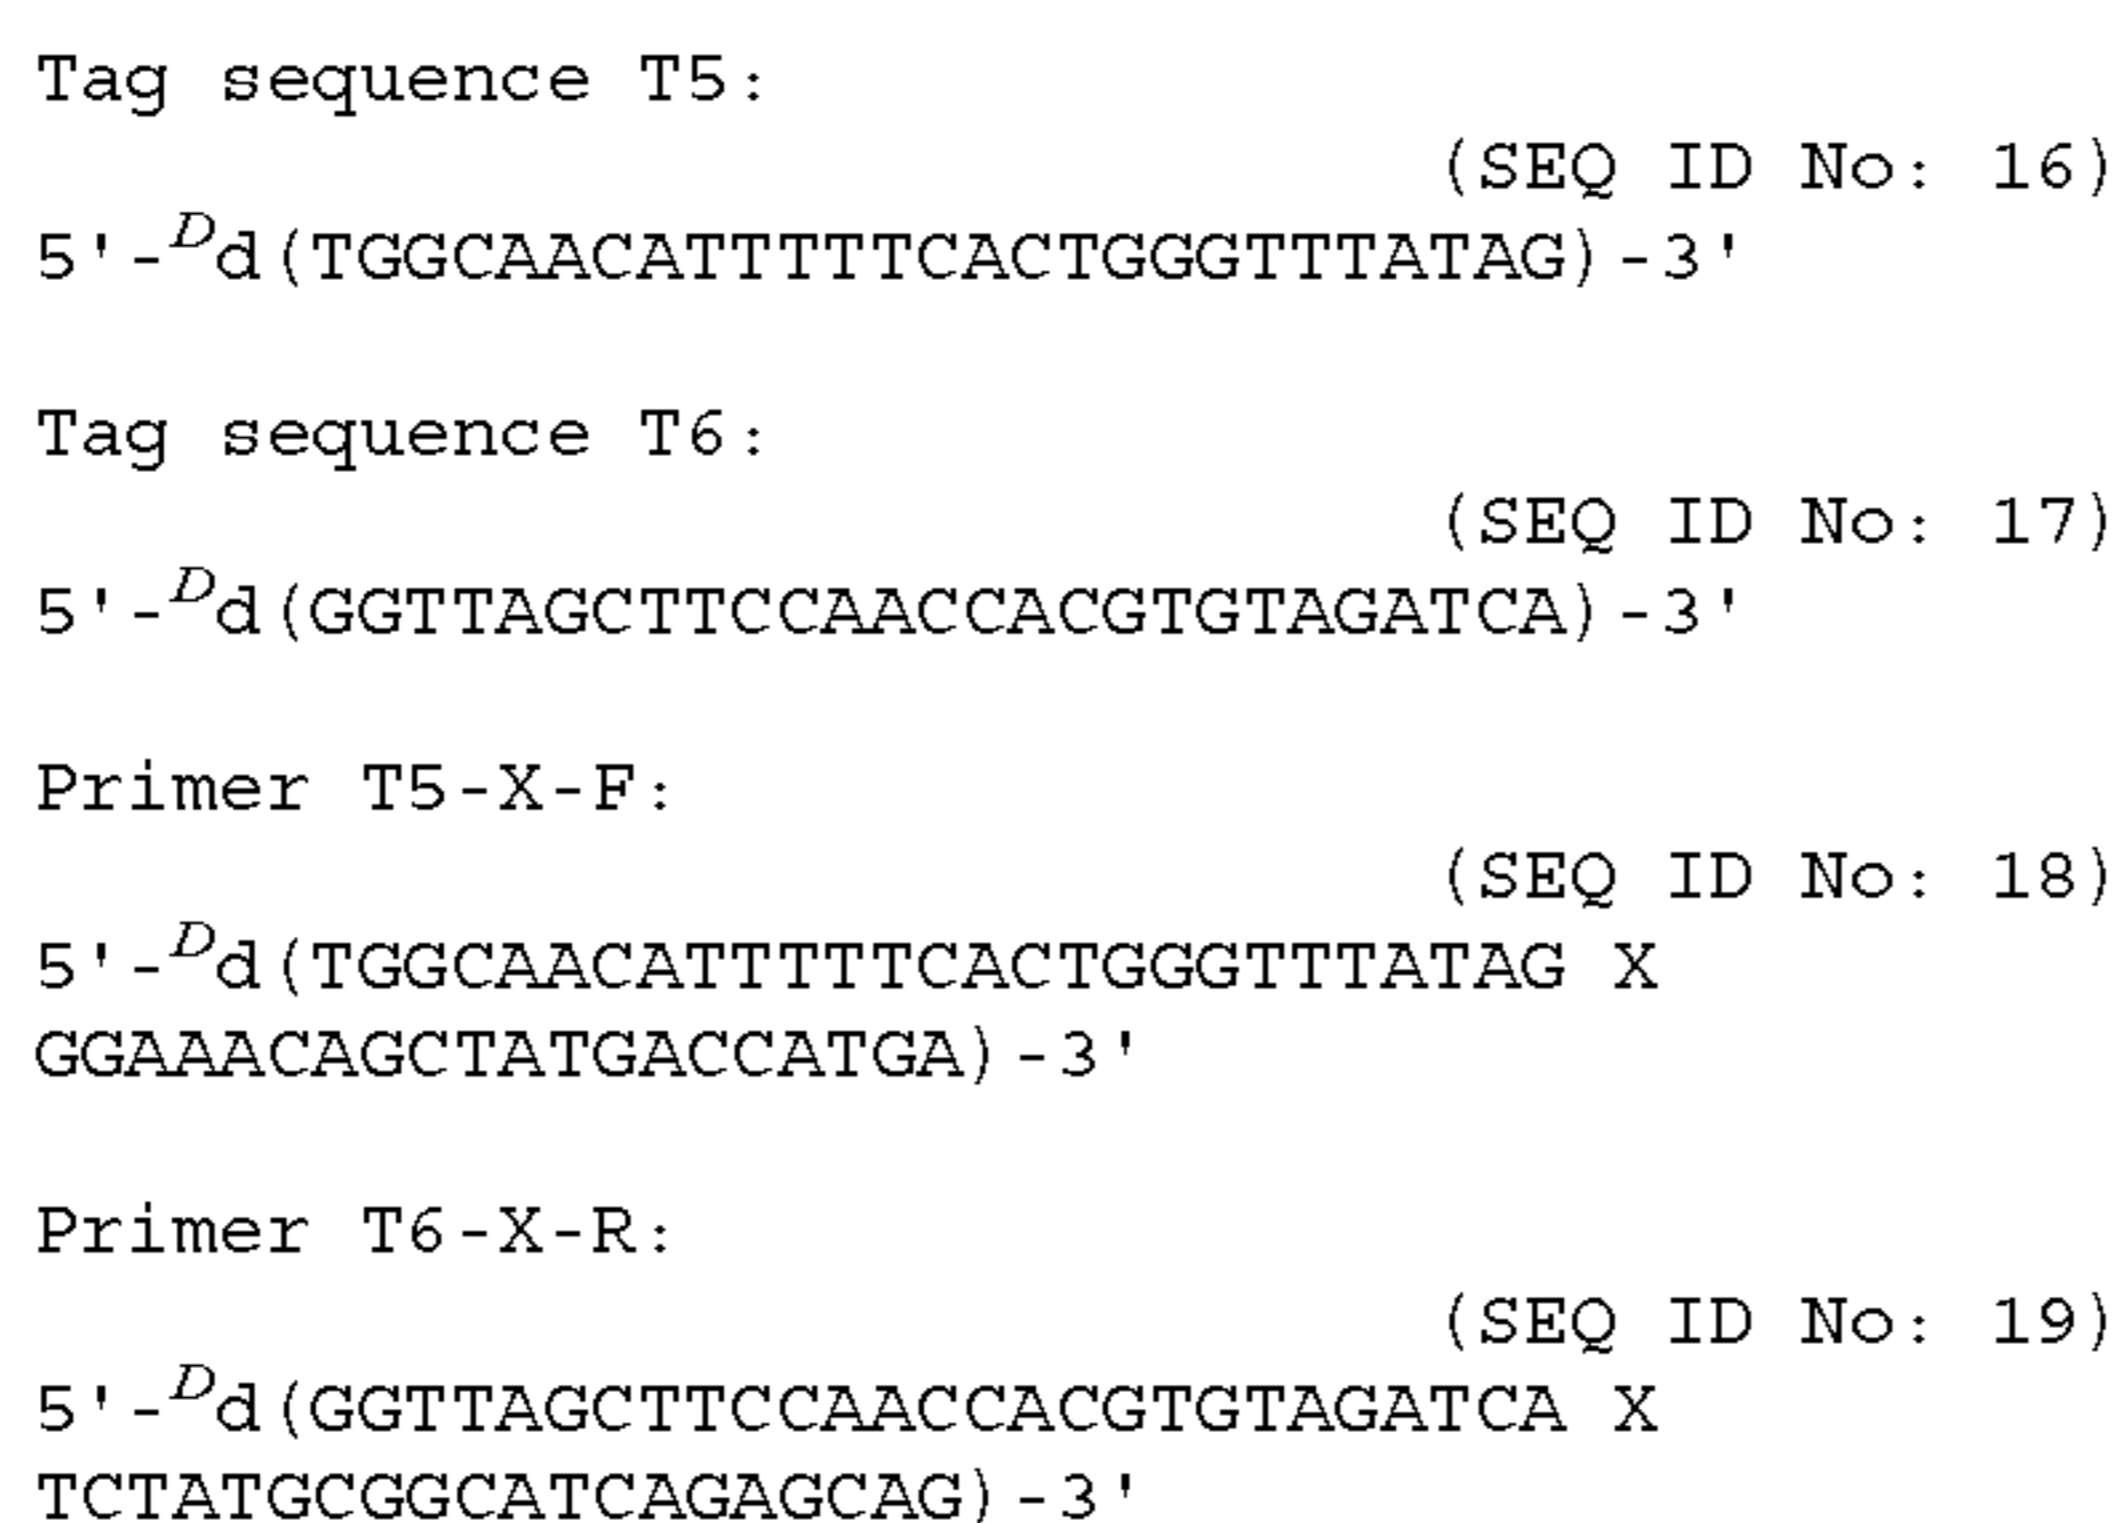 Tag sequence T5:
(SEQ ID No: 16)
5'-Dd(TGGCAACATTTTTCACTGGGTTTATAG)-3'
Tag sequence T6:
(SEQ ID No: 17)
5'-Dd(GGTTAGCTTCCAACCACGTGTAGATCA)-3'
Primer T5-X-F:
(SEQ ID No: 18)
5'-Dd(TGGCAACATTTTTCACTGGGTTTATAG X
GGAAACAGCTATGACCATGA)-3'
Primer T6-X-R:
(SEQ ID No: 19)
5'-Dd(GGTTAGCTTCCAACCACGTGTAGATCA X
TCTATGCGGCATCAGAGCAG)-3'